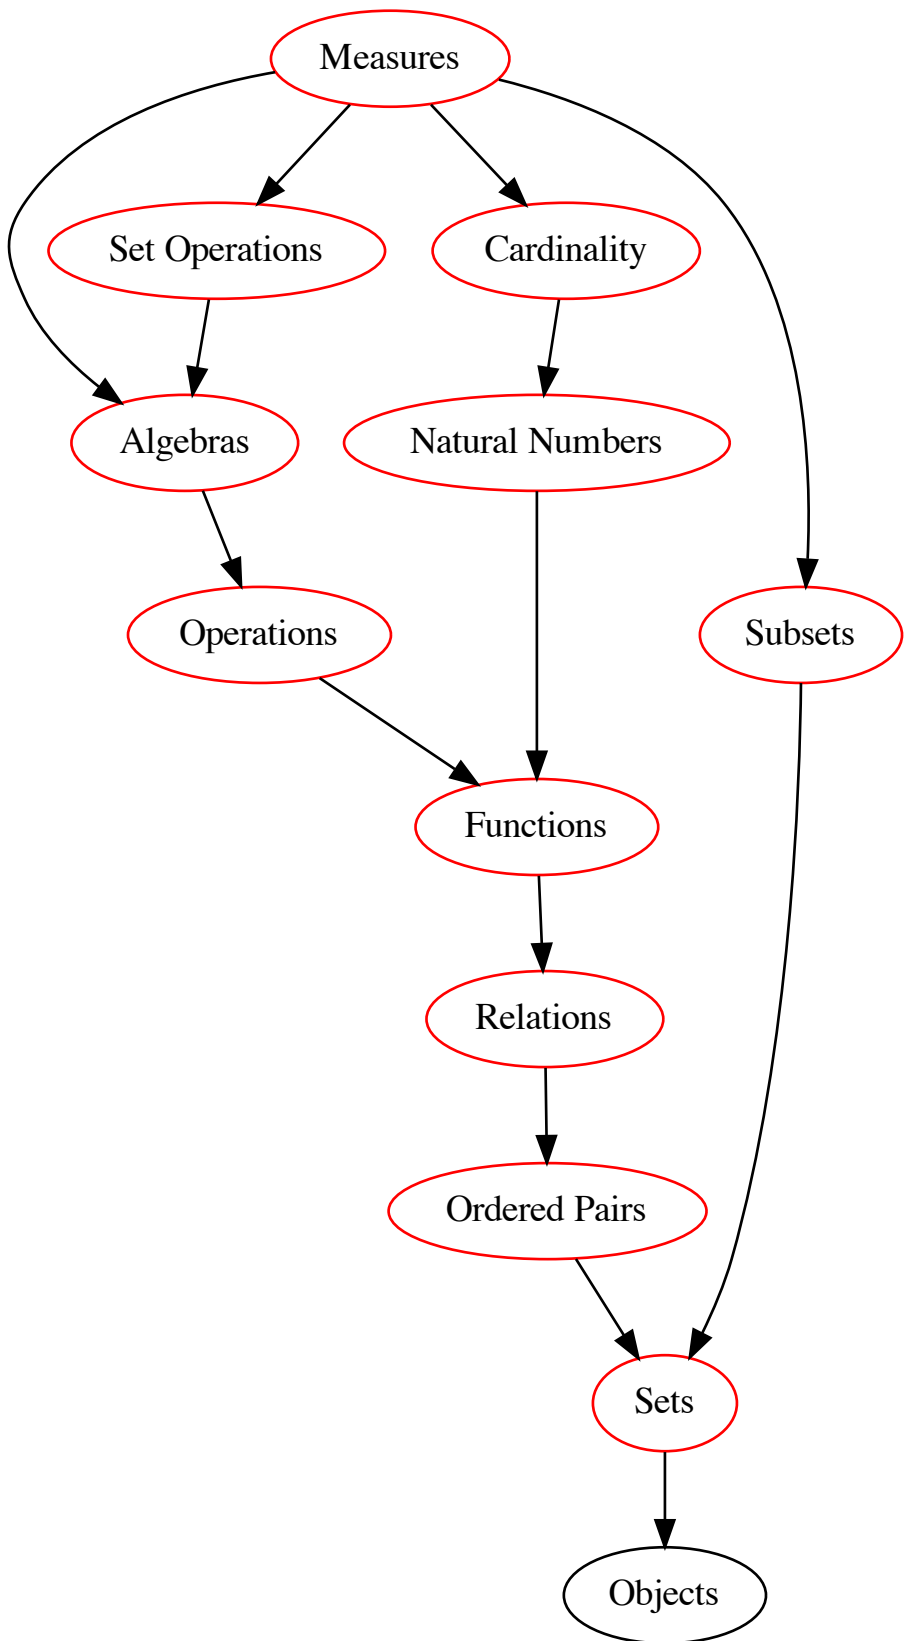 Measures
Set Operations
Cardinality
Algebras
Natural Numbers
Operations
Subsets
Functions
Relations
Ordered Pairs
Sets
Objects